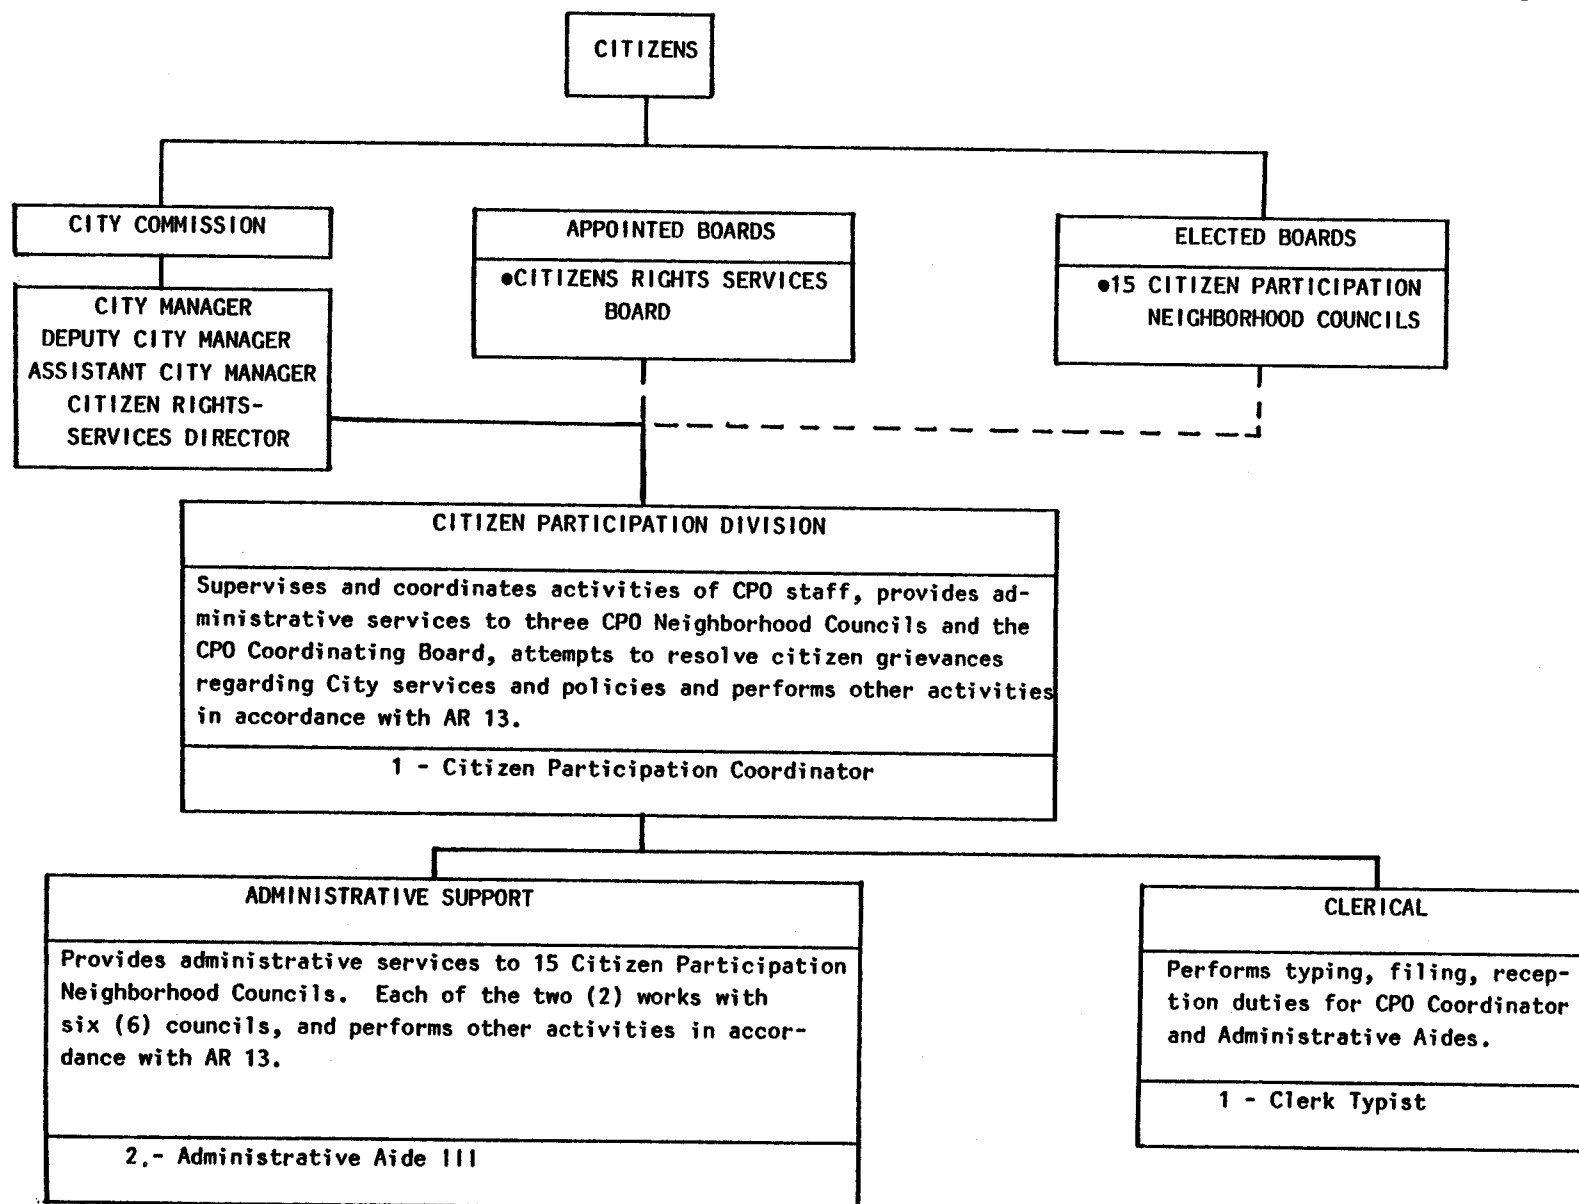 CITIZENS
CITY COMMISSION
CITY MANAGER
DEPUTY CITY MANAGER
ASSISTANT CITY MANAGER
CITIZEN RIGHTS-
SERVICES DIRECTOR
APPOINTED BOARDS
●CITIZENS RIGHTS SERVICES
BOARD
ELECTED BOARDS
●15 CITIZEN PARTICIPATION
NEIGHBORHOOD COUNCILS
CITIZEN PARTICIPATION DIVISION
Supervises and coordinates activities of CPO staff, provides ad-
ministrative services to three CPO Neighborhood Councils and the
CPO Coordinating Board, attempts to resolve citizen grievances
regarding City services and policies and performs other activities
in accordance with AR 13.
1 - Citizen Participation Coordinator
ADMINISTRATIVE SUPPORT
Provides administrative services to 15 Citizen Participation
Neighborhood Councils. Each of the two (2) works with
six (6) councils, and performs other activities in accor-
dance with AR 13.
2.- Administrative Aide III
CLERICAL
Performs typing, filing, recep-
tion duties for CPO Coordinator
and Administrative Aides.
1 - Clerk Typist